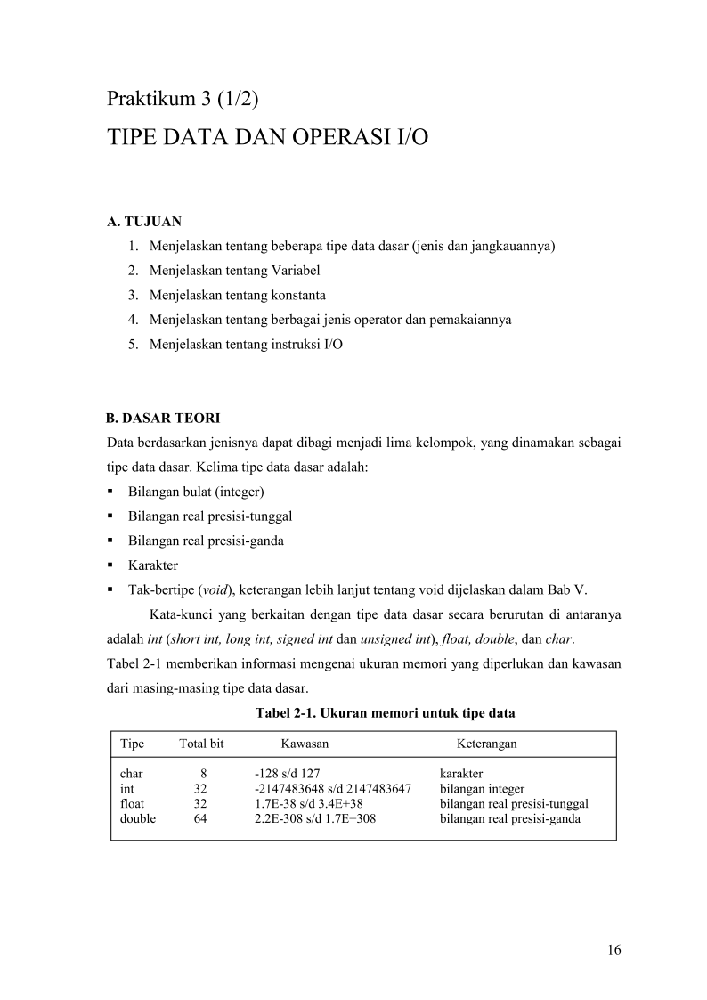 Praktikum 3 (1/2)
TIPE DATA DAN OPERASI I/O
A. TUJUAN
1. Menjelaskan tentang beberapa tipe data dasar (jenis dan jangkauannya)
2. Menjelaskan tentang Variabel
3. Menjelaskan tentang konstanta
4. Menjelaskan tentang berbagai jenis operator dan pemakaiannya
5. Menjelaskan tentang instruksi I/O
B. DASAR TEORI
Data berdasarkan jenisnya dapat dibagi menjadi lima kelompok, yang dinamakan sebagai
tipe data dasar. Kelima tipe data dasar adalah:
▪ Bilangan bulat (integer)
▪ Bilangan real presisi-tunggal
▪ Bilangan real presisi-ganda
▪ Karakter
▪ Tak-bertipe (void), keterangan lebih lanjut tentang void dijelaskan dalam Bab V.
Kata-kunci yang berkaitan dengan tipe data dasar secara berurutan di antaranya
adalah int (short int, long int, signed int dan unsigned int), float, double, dan char.
Tabel 2-1 memberikan informasi mengenai ukuran memori yang diperlukan dan kawasan
dari masing-masing tipe data dasar.
Tabel 2-1. Ukuran memori untuk tipe data
Tipe Total bit Kawasan Keterangan
char 8 -128 s/d 127 karakter
int 32 -2147483648 s/d 2147483647 bilangan integer
float 32 1.7E-38 s/d 3.4E+38 bilangan real presisi-tunggal
double 64 2.2E-308 s/d 1.7E+308 bilangan real presisi-ganda
16